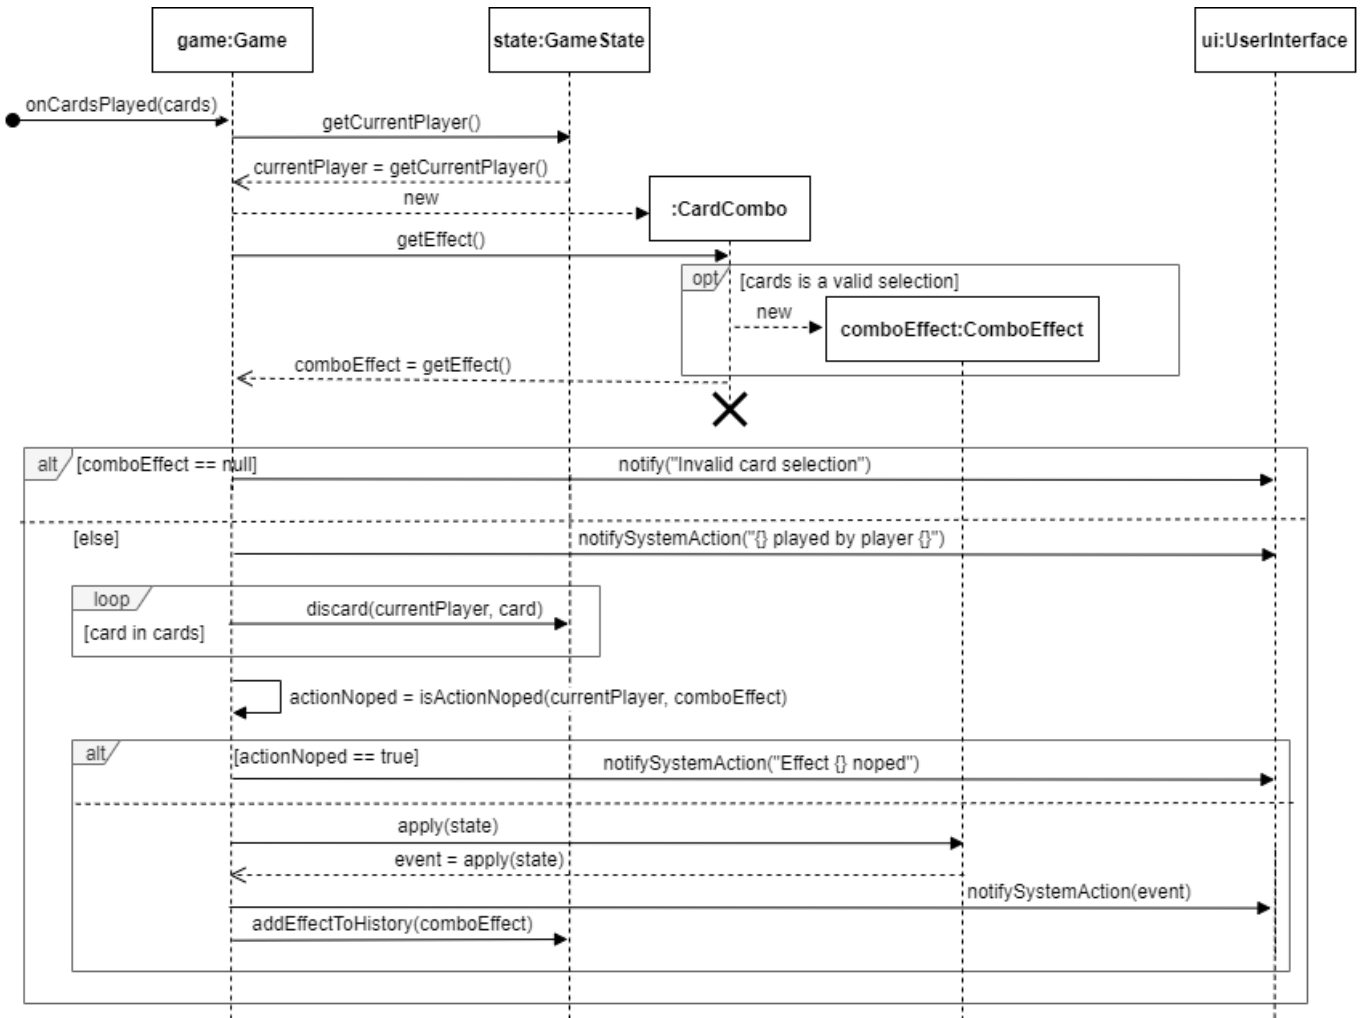 game:Game
state:GameState
ui:UserInterface
onCardsPlayed(cards)
getCurrentPlayer()
currentPlayer = getCurrentPlayer()
new
:CardCombo
getEffect()
opt
[cards is a valid selection]
new
comboEffect:ComboEffect
comboEffect = getEffect()
alt
[comboEffect == null]
notify("Invalid card selection")
[else]
notifySystemAction("{} played by player {}")
loop
discard(currentPlayer, card)
[card in cards]
actionNoped = isActionNoped(currentPlayer, comboEffect)
alt
[actionNoped == true]
notifySystemAction("Effect {} noped")
apply(state)
event = apply(state)
notifySystemAction(event)
addEffectToHistory(comboEffect)